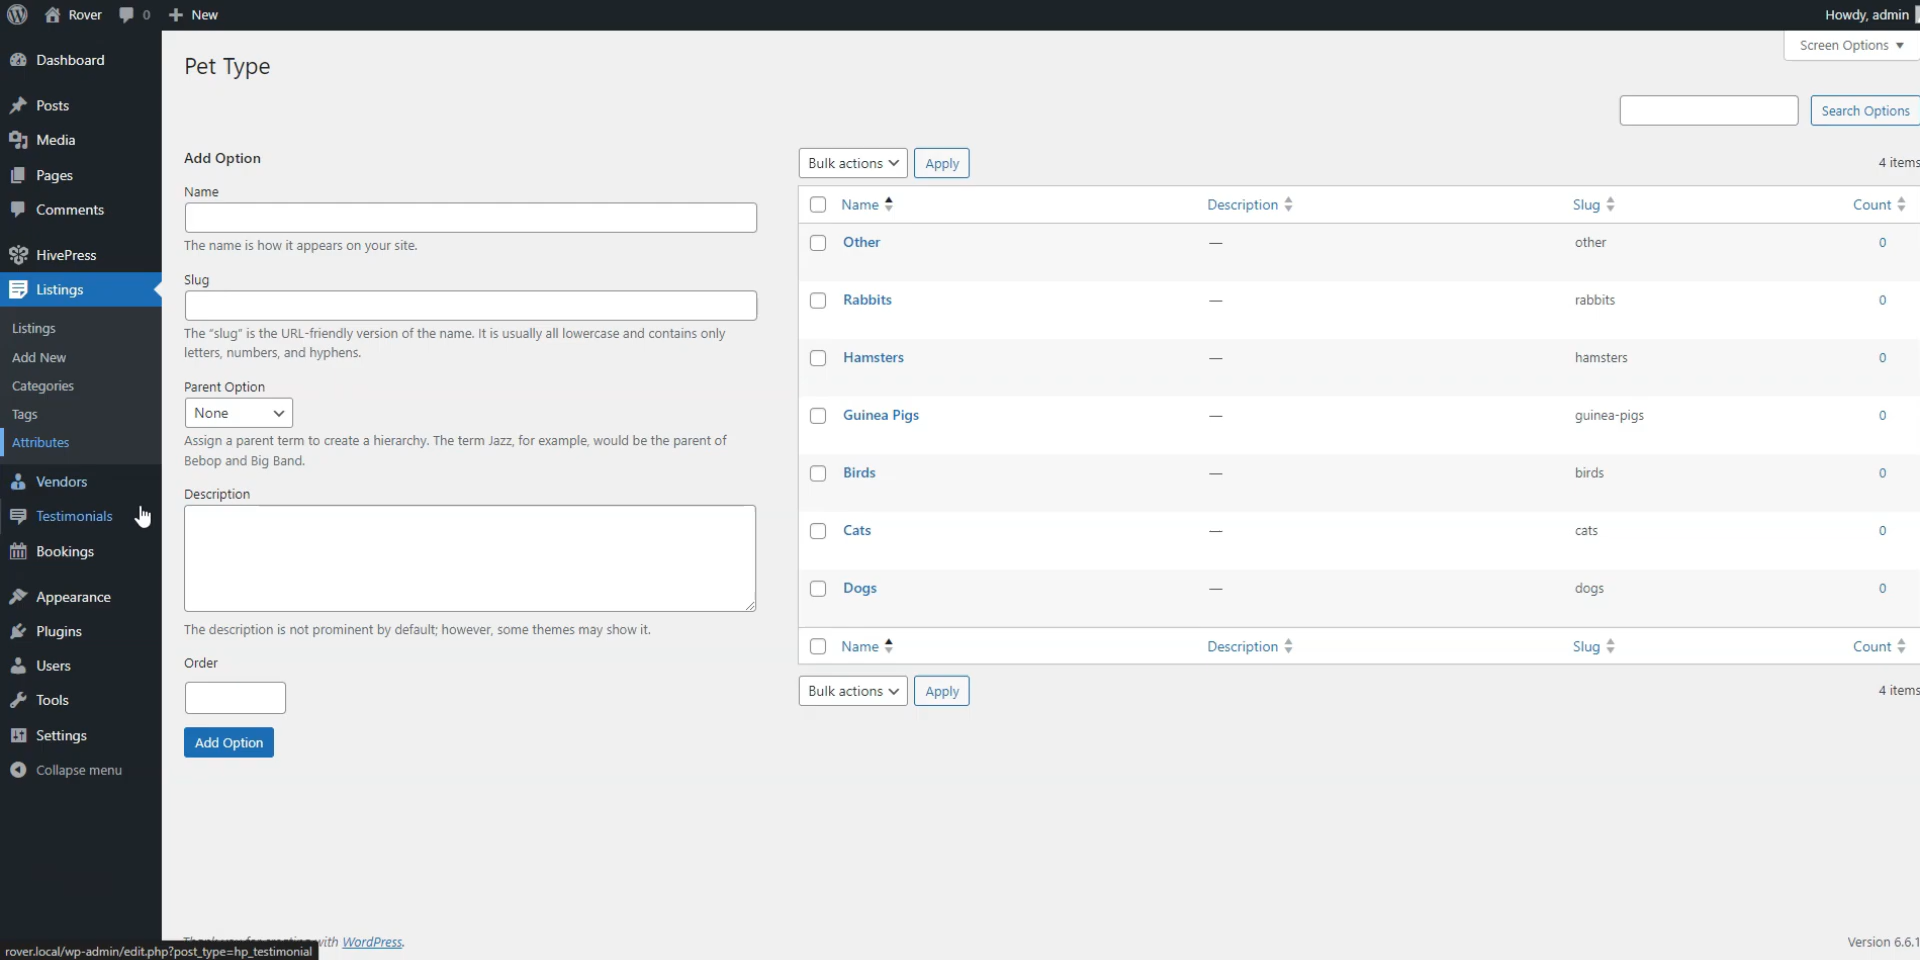 Rover 0 New Howdy, admin
Screen Options
Dashboard
Posts
Media
Pages
Comments
HivePress
Listings
Listings
Add New
Categories
Tags
Attributes
Vendors
Testimonials
Bookings
Appearance
Plugins
Users
Tools
Settings
Collapse menu
Pet Type
Search Options
Add Option
Name
The name is how it appears on your site.
Slug
The “slug” is the URL-friendly version of the name. It is usually all lowercase and contains only
letters, numbers, and hyphens.
Parent Option
None
Assign a parent term to create a hierarchy. The term Jazz, for example, would be the parent of
Bebop and Big Band.
Description
The description is not prominent by default; however, some themes may show it.
Order
Add Option
Bulk actions Apply 4 items
Name Description Slug Count
Other — other 0
Rabbits — rabbits 0
Hamsters — hamsters 0
Guinea Pigs — guinea-pigs 0
Birds — birds 0
Cats — cats 0
Dogs — dogs 0
Name Description Slug Count
Bulk actions Apply 4 items
with WordPress. Version 6.6.1
rover.local/wp-admin/edit.php?post_type=hp_testimonial